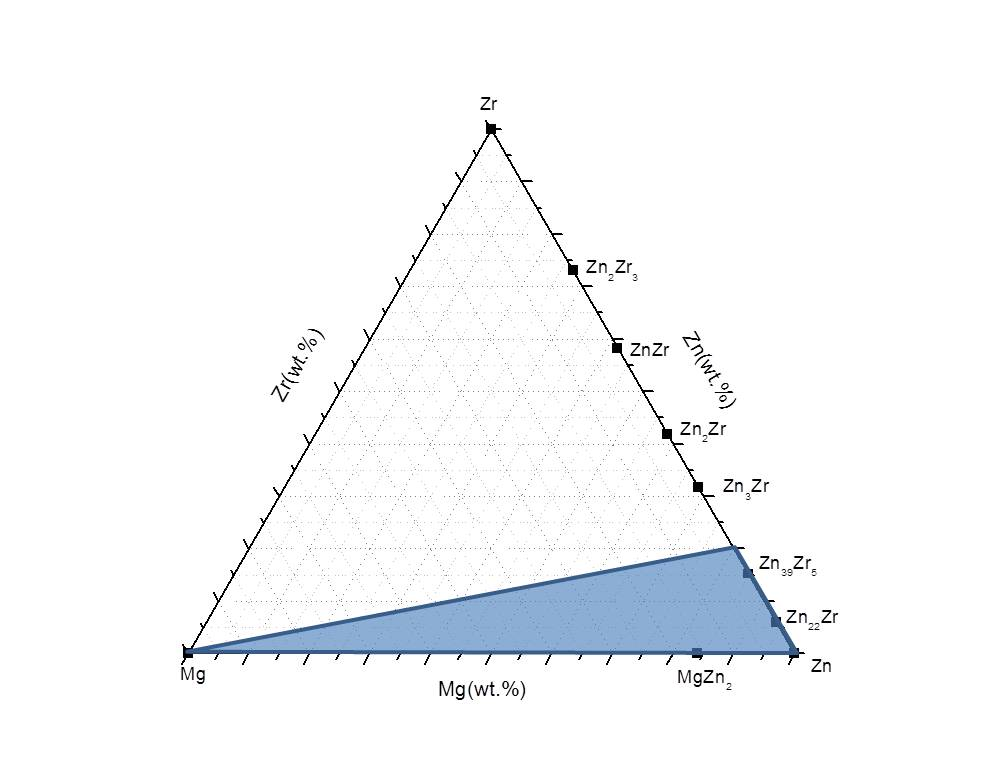 Zr
Zn₂Zr₃
Zr(wt.%)
Zn(wt.%)
ZnZr
Zn₂Zr
Zn₃Zr
Zn₃₉Zr₅
Zn₂₂Zr
Mg
Zn
Mg(wt.%)
MgZn₂